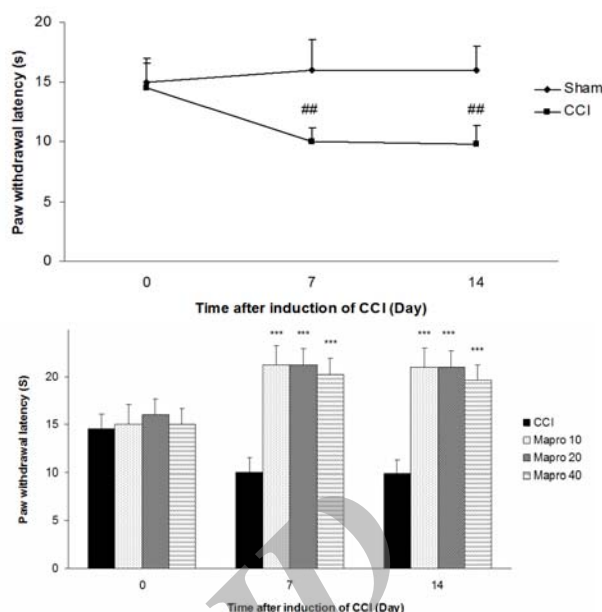 20
15
10
5
0
Paw withdrawal latency (s)
##
##
Sham
CCI
0 7 14
Time after induction of CCI (Day)
20
15
10
5
0
Paw withdrawal latency (S)
*** *** ***
*** *** ***
CCI
Mapro 10
Mapro 20
Mapro 40
0 7 14
Time after induction of CCI (Day)